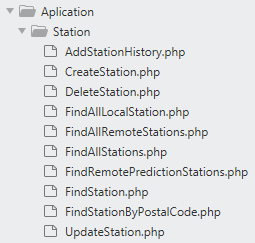 Aplication
Station
AddStationHistory.php
CreateStation.php
DeleteStation.php
FindAllLocalStation.php
FindAllRemoteStations.php
FindAllStations.php
FindRemotePredictionStations.php
FindStation.php
FindStationByPostalCode.php
UpdateStation.php